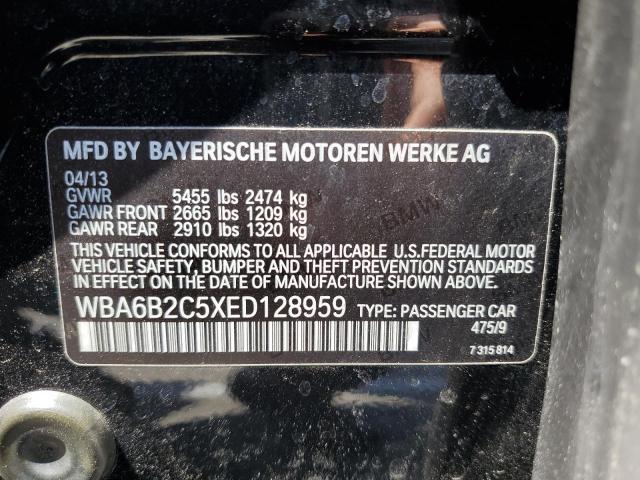 MFD BY BAYERISCHE MOTOREN WERKE AG
04/13
GVWR 5455 lbs 2474 kg
GAWR FRONT 2665 lbs 1209 kg
GAWR REAR 2910 lbs 1320 kg
THIS VEHICLE CONFORMS TO ALL APPLICABLE U.S.FEDERAL MOTOR
VEHICLE SAFETY, BUMPER AND THEFT PREVENTION STANDARDS IN
EFFECT ON THE DATE OF MANUFACTURE SHOWN ABOVE.
WBA6B2C5XED128959 TYPE: PASSENGER CAR
475/9
7 315 814
BMW